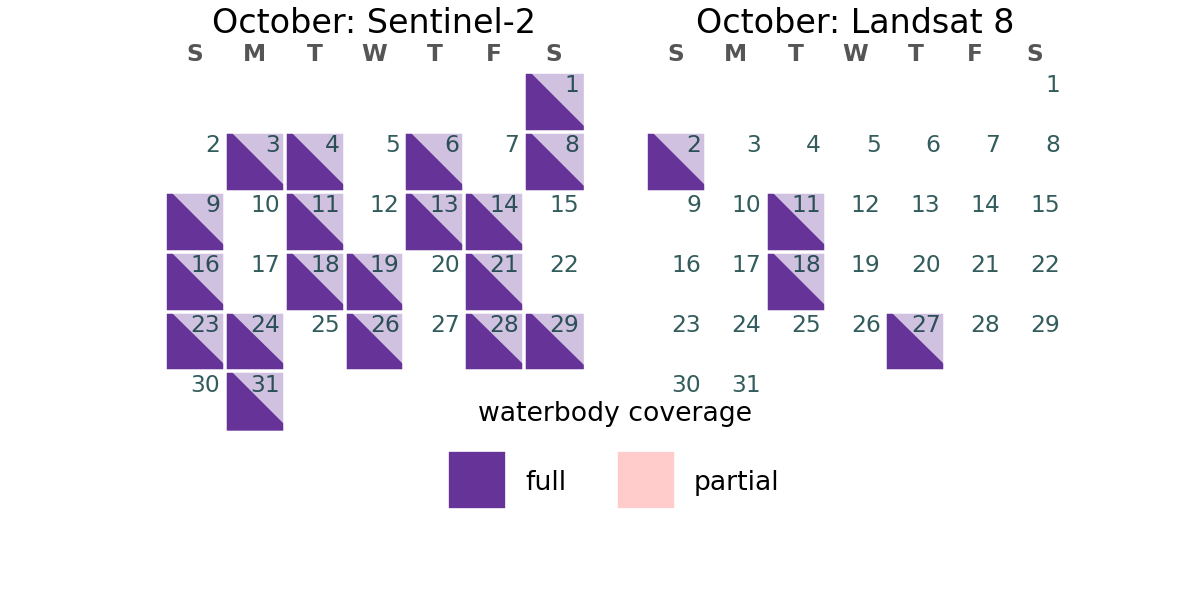 October: Sentinel-2
S M T W T F S
1
2 3 4 5 6 7 8
9 10 11 12 13 14 15
16 17 18 19 20 21 22
23 24 25 26 27 28 29
30 31
October: Landsat 8
S M T W T F S
1
2 3 4 5 6 7 8
9 10 11 12 13 14 15
16 17 18 19 20 21 22
23 24 25 26 27 28 29
30 31
waterbody coverage
full partial